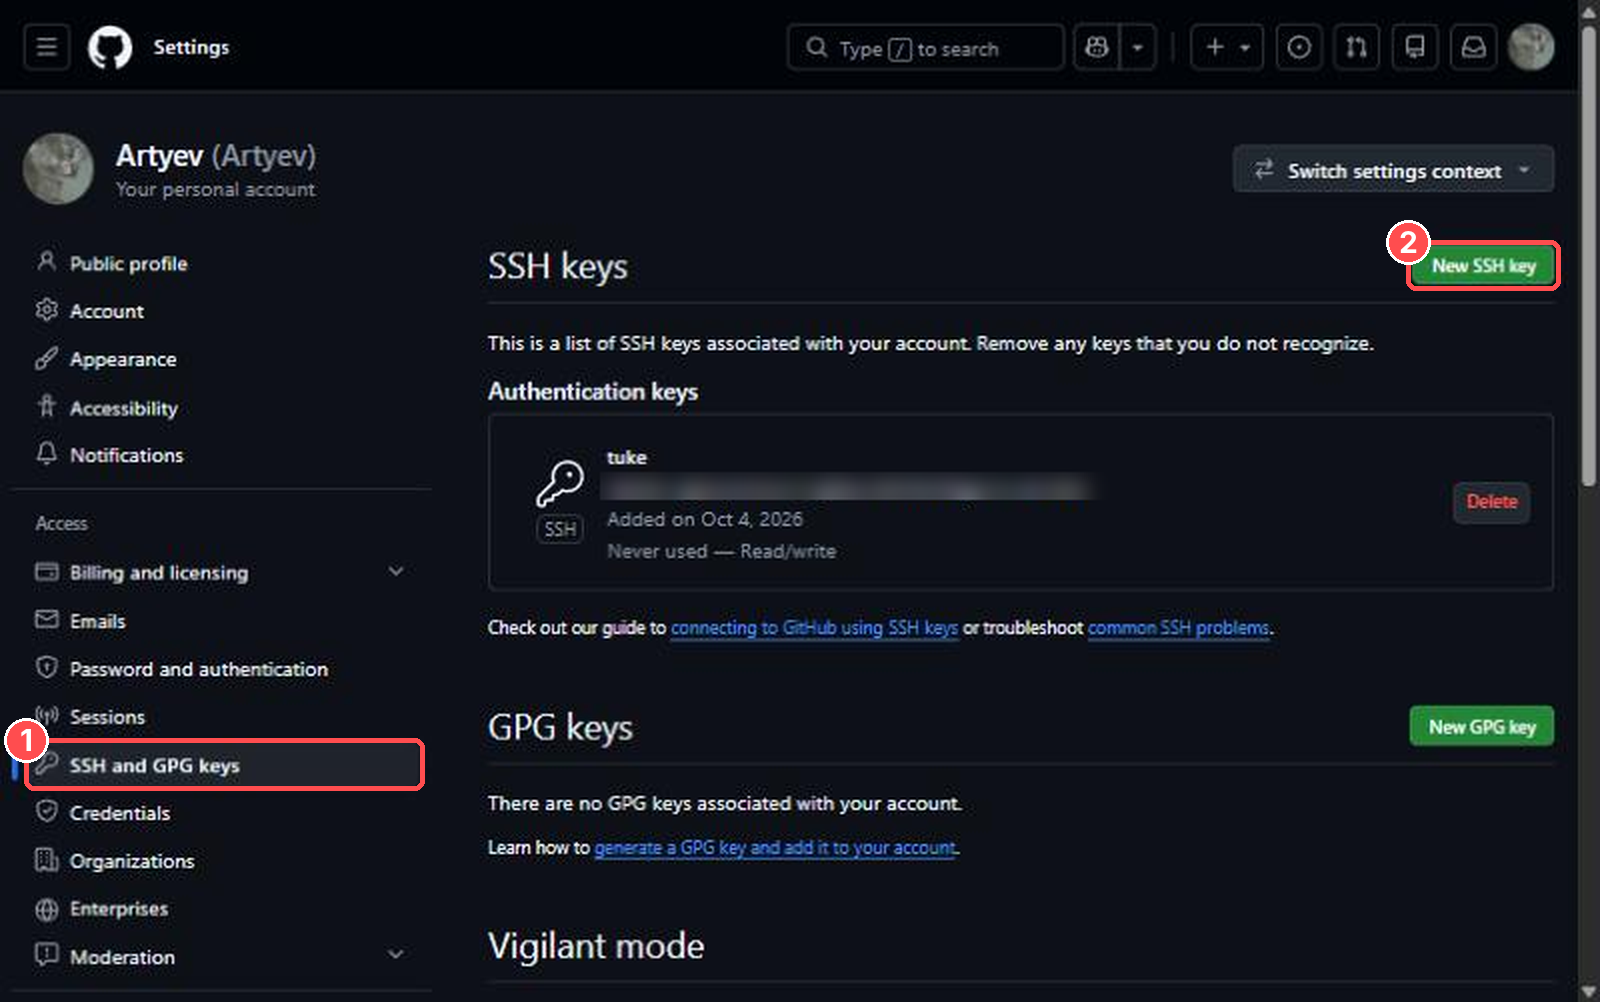 Settings
Type / to search
Artyev (Artyev)
Your personal account
Switch settings context
Public profile
Account
Appearance
Accessibility
Notifications
Access
Billing and licensing
Emails
Password and authentication
Sessions
1
SSH and GPG keys
Credentials
Organizations
Enterprises
Moderation
SSH keys
2
New SSH key
This is a list of SSH keys associated with your account. Remove any keys that you do not recognize.
Authentication keys
tuke
SSH
Added on Oct 4, 2026
Never used — Read/write
Delete
Check out our guide to connecting to GitHub using SSH keys or troubleshoot common SSH problems.
GPG keys
New GPG key
There are no GPG keys associated with your account.
Learn how to generate a GPG key and add it to your account.
Vigilant mode